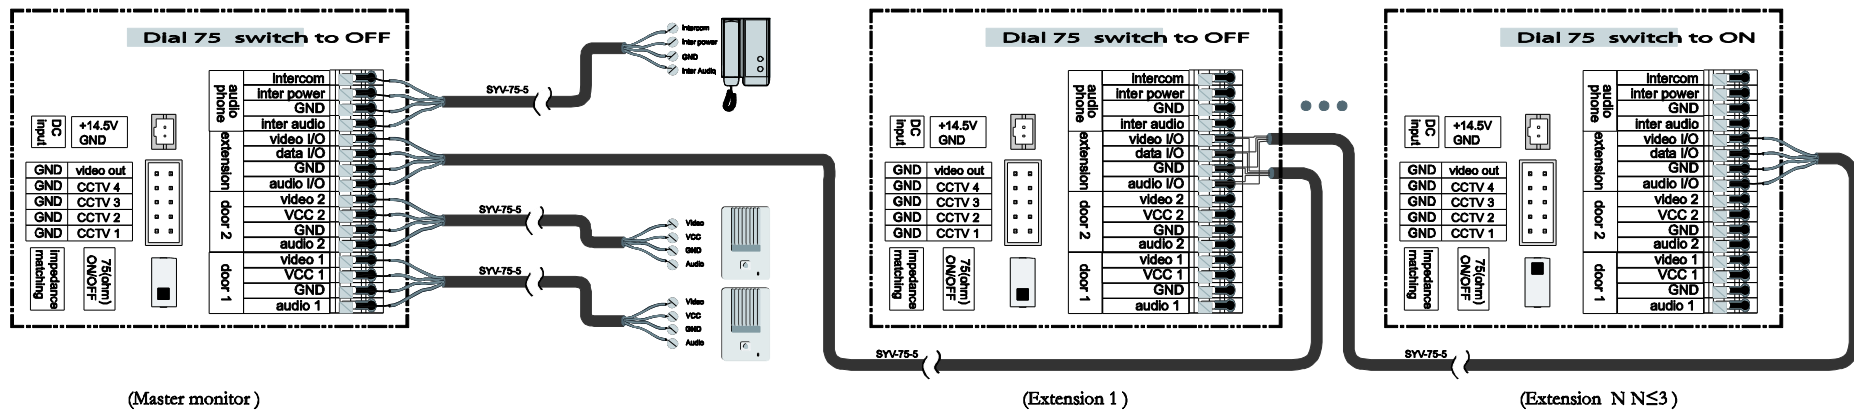 Dial 75 switch to OFF
audio phone
intercom
inter power
GND
inter audio
extension
video I/O
data I/O
GND
audio I/O
door 2
video 2
VCC 2
GND
audio 2
door 1
video 1
VCC 1
GND
audio 1
DC input
+14.5V
GND
GND video out
GND CCTV 4
GND CCTV 3
GND CCTV 2
GND CCTV 1
Impedance matching
75(ohm) ON/OFF
SYV-75-5
Intercom
Inter power
GND
Inter Audio
SYV-75-5
Video
VCC
GND
Audio
SYV-75-5
Video
VCC
GND
Audio
(Master monitor )
Dial 75 switch to OFF
audio phone
intercom
inter power
GND
inter audio
extension
video I/O
data I/O
GND
audio I/O
door 2
video 2
VCC 2
GND
audio 2
door 1
video 1
VCC 1
GND
audio 1
DC input
+14.5V
GND
GND video out
GND CCTV 4
GND CCTV 3
GND CCTV 2
GND CCTV 1
Impedance matching
75(ohm) ON/OFF
SYV-75-5
(Extension 1 )
Dial 75 switch to ON
audio phone
intercom
inter power
GND
inter audio
extension
video I/O
data I/O
GND
audio I/O
door 2
video 2
VCC 2
GND
audio 2
door 1
video 1
VCC 1
GND
audio 1
DC input
+14.5V
GND
GND video out
GND CCTV 4
GND CCTV 3
GND CCTV 2
GND CCTV 1
Impedance matching
75(ohm) ON/OFF
SYV-75-5
(Extension N N≤3 )